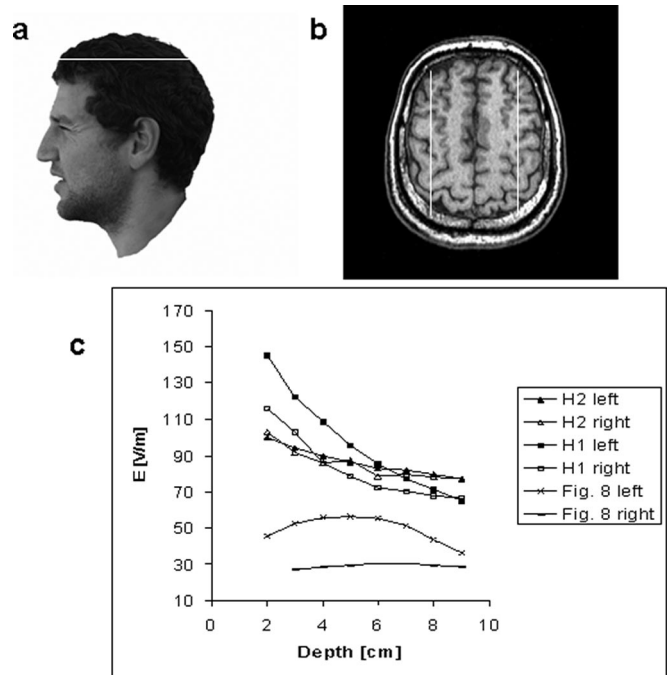 a
b
c
170
150
130
110
90
70
50
30
10
E [V/m]
0 2 4 6 8 10
Depth [cm]
H2 left
H2 right
H1 left
H1 right
Fig. 8 left
Fig. 8 right